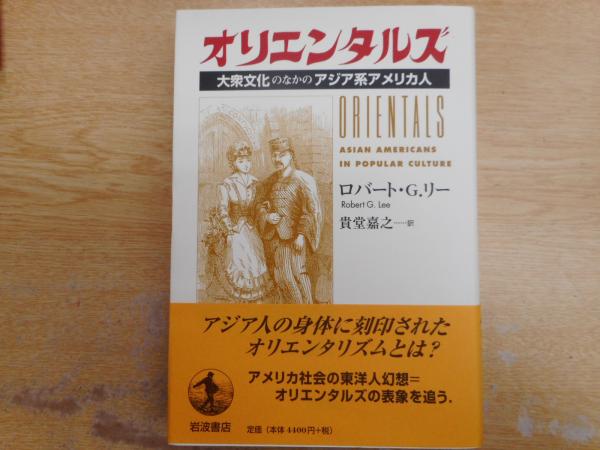 オリエンタルズ
大衆文化のなかのアジア系アメリカ人
ORIENTALS
ASIAN AMERICANS
IN POPULAR CULTURE
ロバート・G.リー
Robert G. Lee
貴堂嘉之……訳
アジア人の身体に刻印された
オリエンタリズムとは?
アメリカ社会の東洋人幻想=
オリエンタルズの表象を追う.
岩波書店
定価(本体4400円+税)